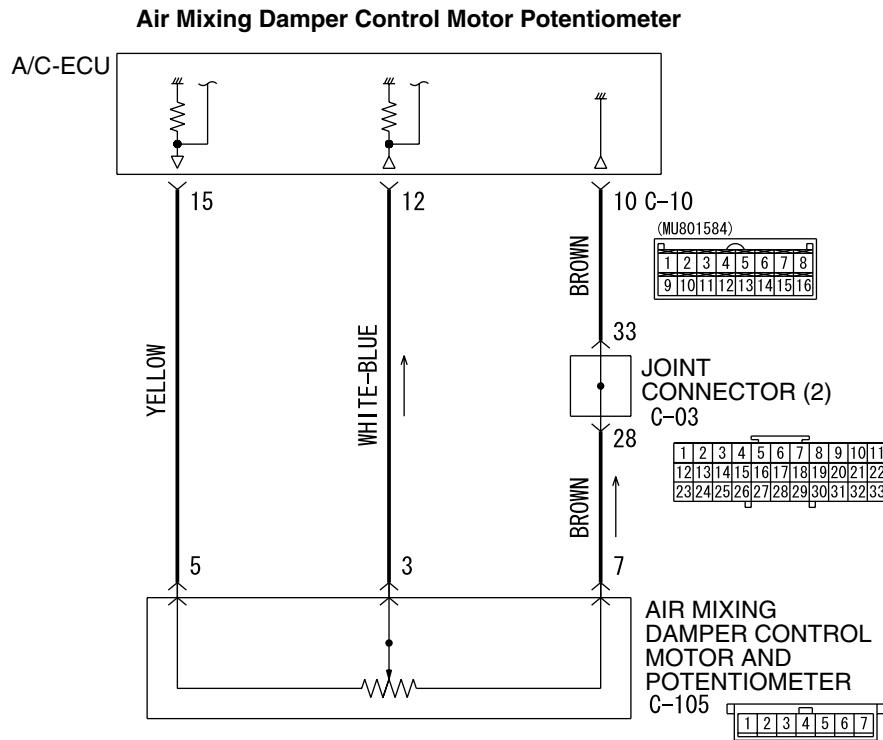 Air Mixing Damper Control Motor Potentiometer
A/C-ECU
15
12
10 C-10
(MU801584)
1 2 3 4 5 6 7 8
9 10 11 12 13 14 15 16
YELLOW
WHITE-BLUE
BROWN
33
JOINT
CONNECTOR (2)
C-03
28
1 2 3 4 5 6 7 8 9 10 11
12 13 14 15 16 17 18 19 20 21 22
23 24 25 26 27 28 29 30 31 32 33
BROWN
5
3
7
AIR MIXING
DAMPER CONTROL
MOTOR AND
POTENTIOMETER
C-105
1 2 3 4 5 6 7